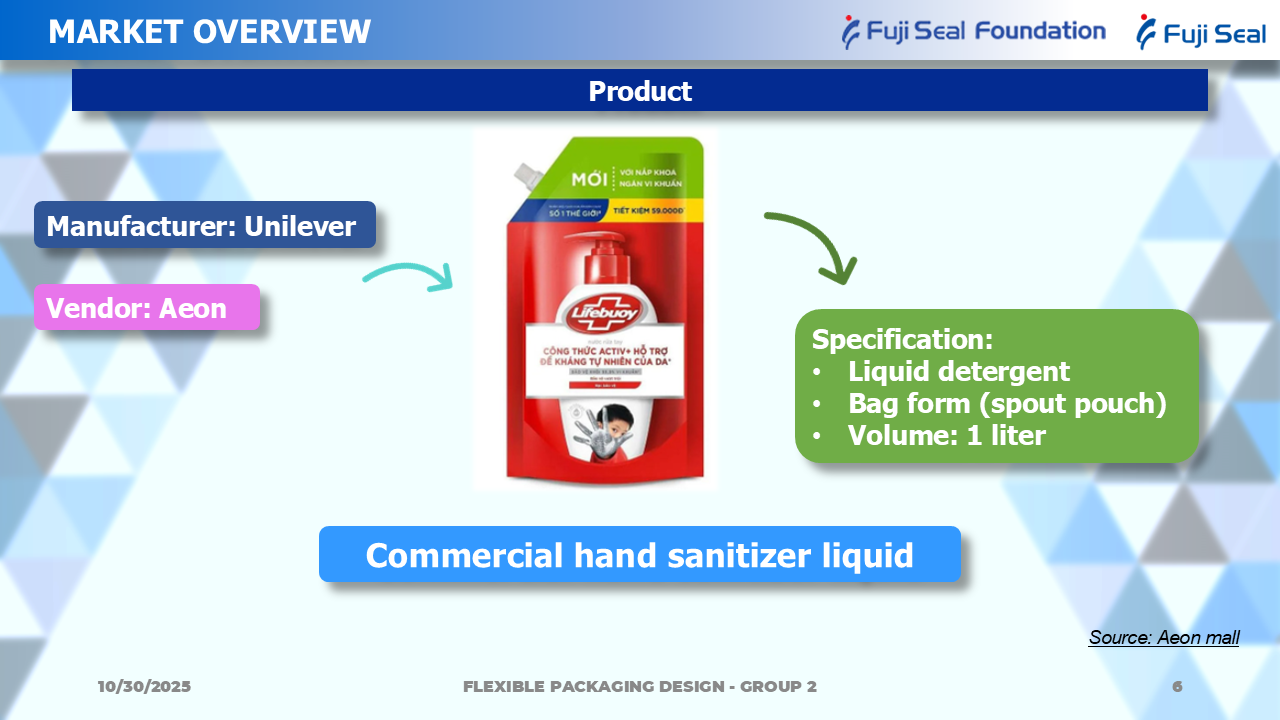 MARKET OVERVIEW
Fuji Seal Foundation
Fuji Seal
Product
Manufacturer: Unilever
Vendor: Aeon
MỚI
VỚI NẮP KHOÁ
NGĂN VI KHUẨN
SỐ 1 THẾ GIỚI*
TIẾT KIỆM 59.000Đ
Lifebuoy
nước rửa tay
CÔNG THỨC ACTIV+ HỖ TRỢ
ĐỀ KHÁNG TỰ NHIÊN CỦA DA*
Specification:
• Liquid detergent
• Bag form (spout pouch)
• Volume: 1 liter
Commercial hand sanitizer liquid
Source: Aeon mall
10/30/2025
FLEXIBLE PACKAGING DESIGN - GROUP 2
6